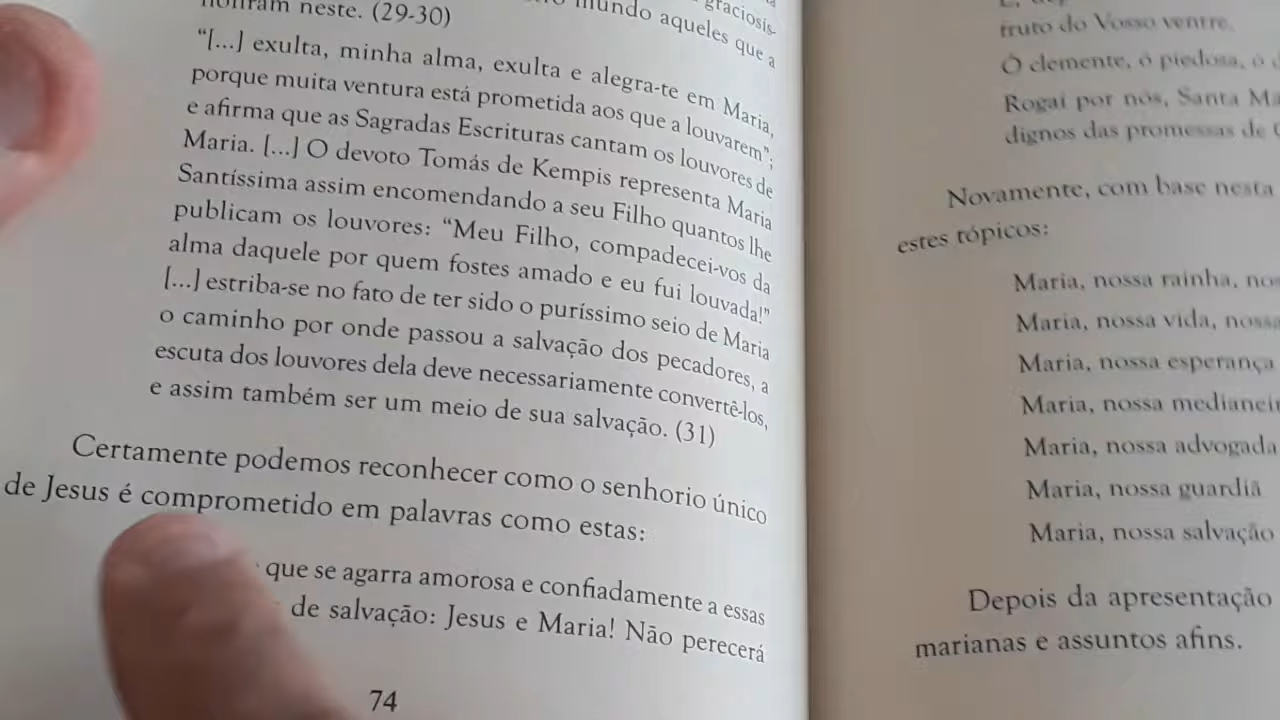 neste. (29-30)
mundo aqueles que a
"[...] exulta, minha alma, exulta e alegra-te em Maria,
porque muita ventura está prometida aos que a louvarem";
e afirma que as Sagradas Escrituras cantam os louvores de
Maria. [...] O devoto Tomás de Kempis representa Maria
Santíssima assim encomendando a seu Filho quantos lhe
publicam os louvores: "Meu Filho, compadecei-vos da
alma daquele por quem fostes amado e eu fui louvada!"
[...] estriba-se no fato de ter sido o puríssimo seio de Maria
o caminho por onde passou a salvação dos pecadores, a
escuta dos louvores dela deve necessariamente convertê-los,
e assim também ser um meio de sua salvação. (31)
Certamente podemos reconhecer como o senhorio único
de Jesus é comprometido em palavras como estas:
que se agarra amorosa e confiadamente a essas
de salvação: Jesus e Maria! Não perecerá
74
fruto do Vosso ventre.
Ó clemente, ó piedosa, ó
Rogai por nós, Santa
dignos das promessas de
Novamente, com base nesta
estes tópicos:
Maria, nossa rainha,
Maria, nossa vida,
Maria, nossa esperança
Maria, nossa
Maria, nossa advogada
Maria, nossa guardiã
Maria, nossa salvação
Depois da apresentação
marianas e assuntos afins.